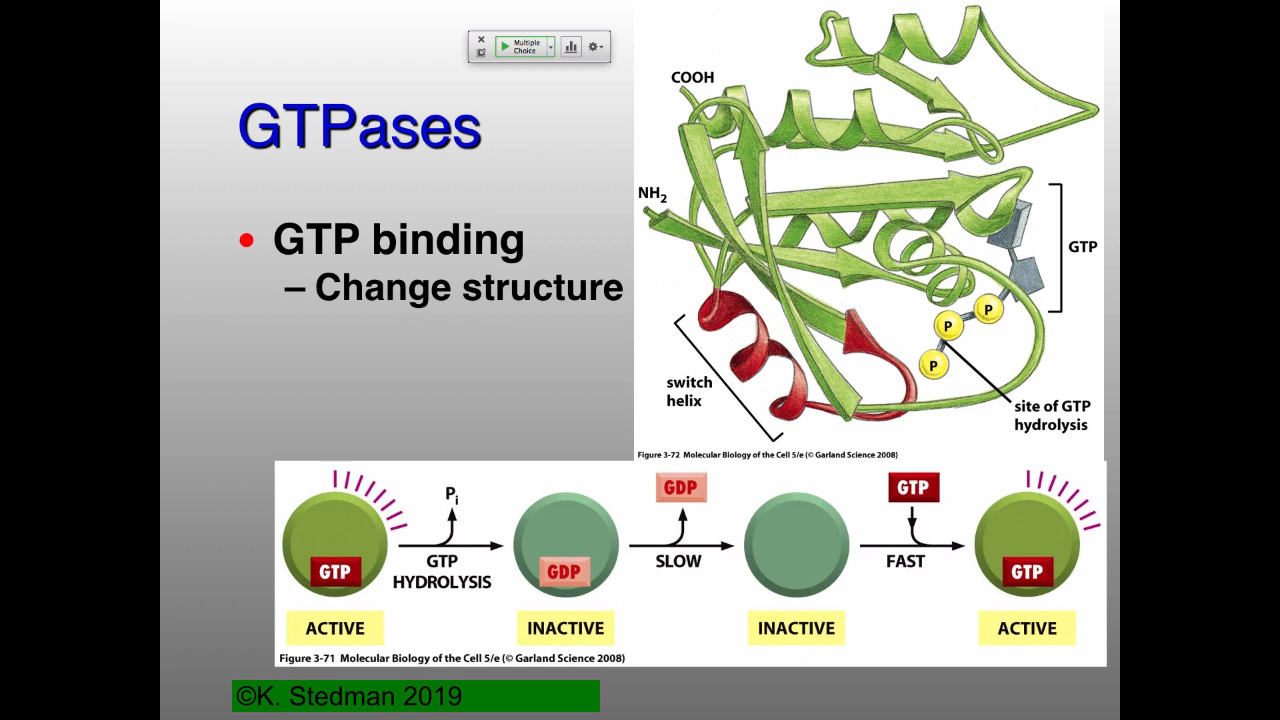 Multiple
Choice
GTPases
• GTP binding
– Change structure
COOH
NH2
GTP
P
P
P
switch
helix
site of GTP
hydrolysis
Figure 3-72 Molecular Biology of the Cell 5/e (© Garland Science 2008)
Pi
GDP
GTP
GTP
HYDROLYSIS
SLOW
FAST
GTP
GDP
GTP
ACTIVE
INACTIVE
INACTIVE
ACTIVE
Figure 3-71 Molecular Biology of the Cell 5/e (© Garland Science 2008)
©K. Stedman 2019